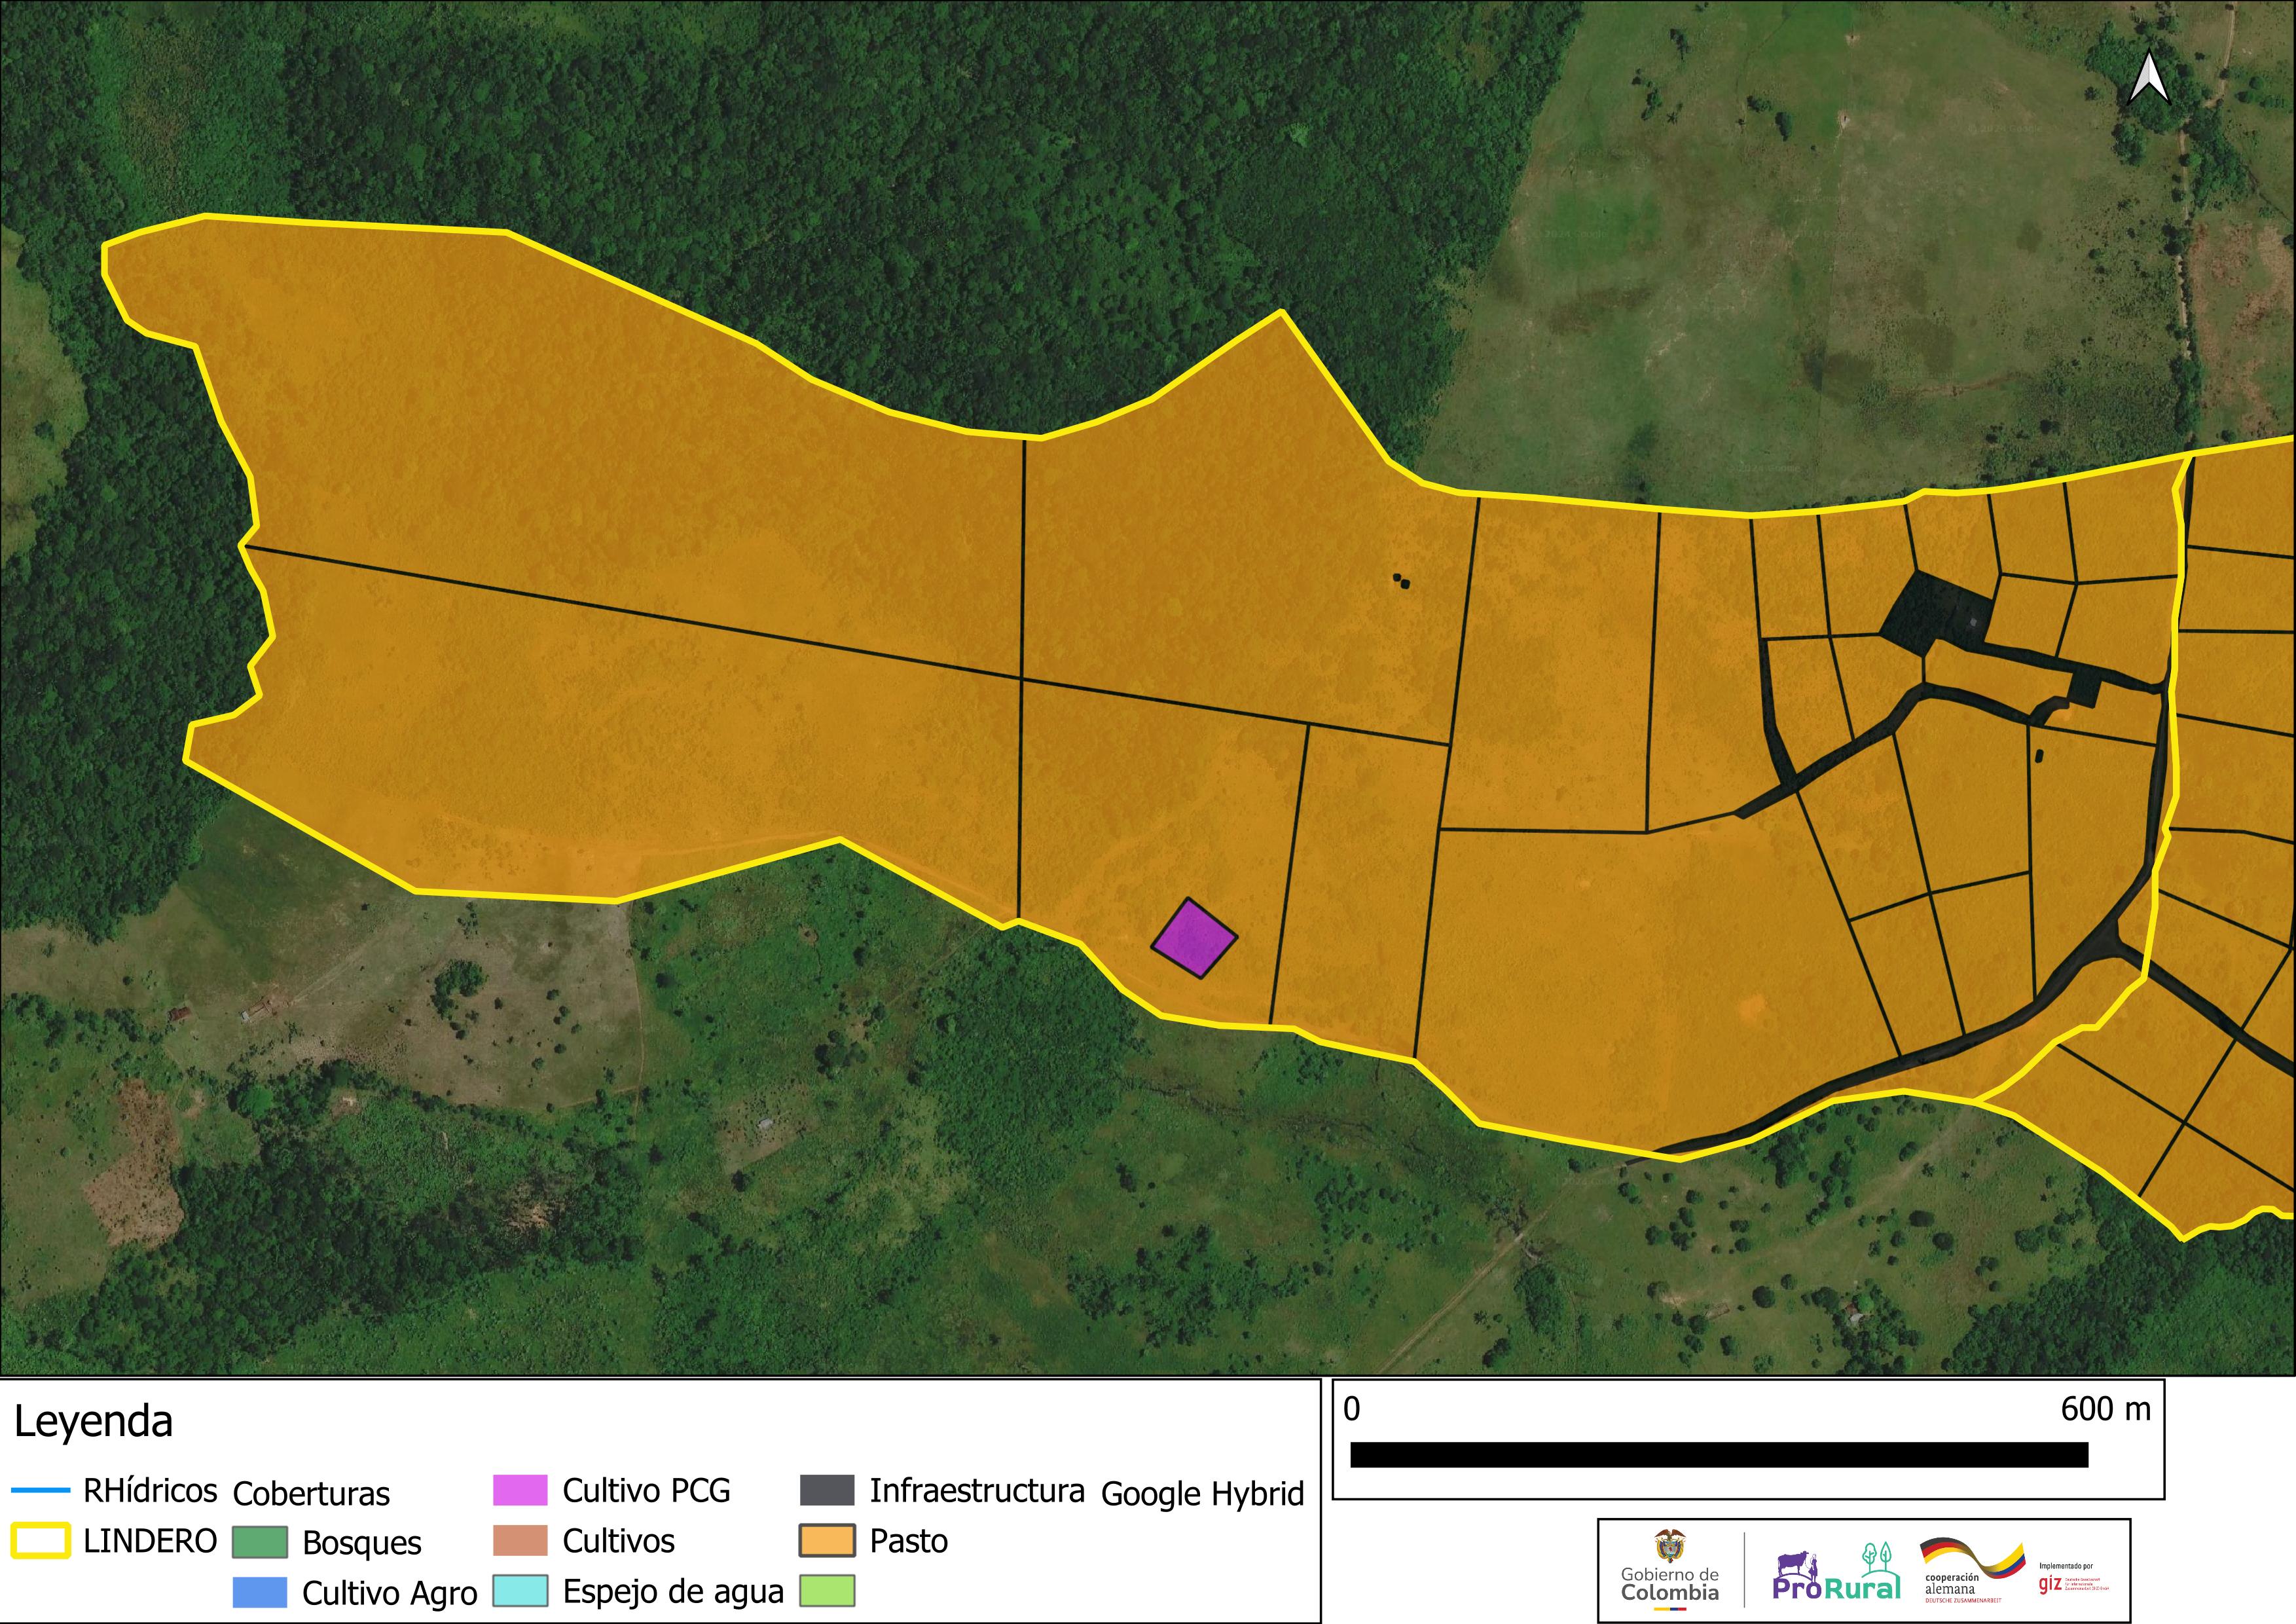 Leyenda
RHídricos
LINDERO
Coberturas
Bosques
Cultivo Agro
Cultivo PCG
Cultivos
Espejo de agua
Infraestructura
Pasto
Google Hybrid
0 600 m
Gobierno de
Colombia
ProRural
cooperación
alemana
DEUTSCHE ZUSAMMENARBEIT
Implementado por
giz